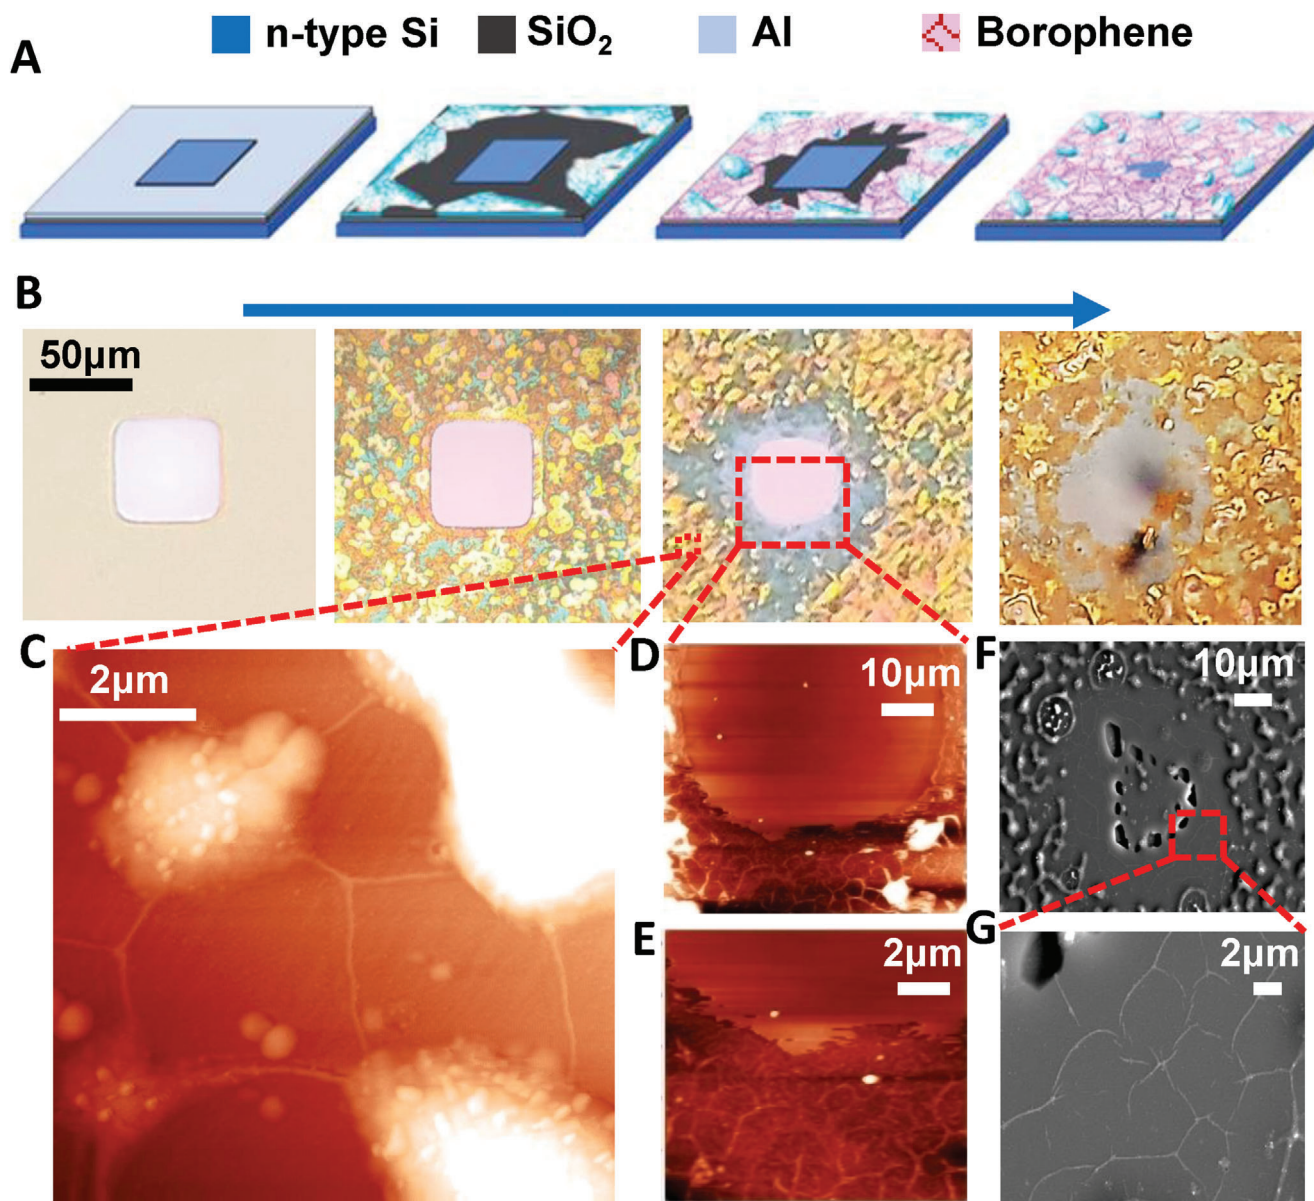 n-type Si SiO₂ Al Borophene
A
B
50μm
C
2μm
D
10μm
F
10μm
E
2μm
G
2μm